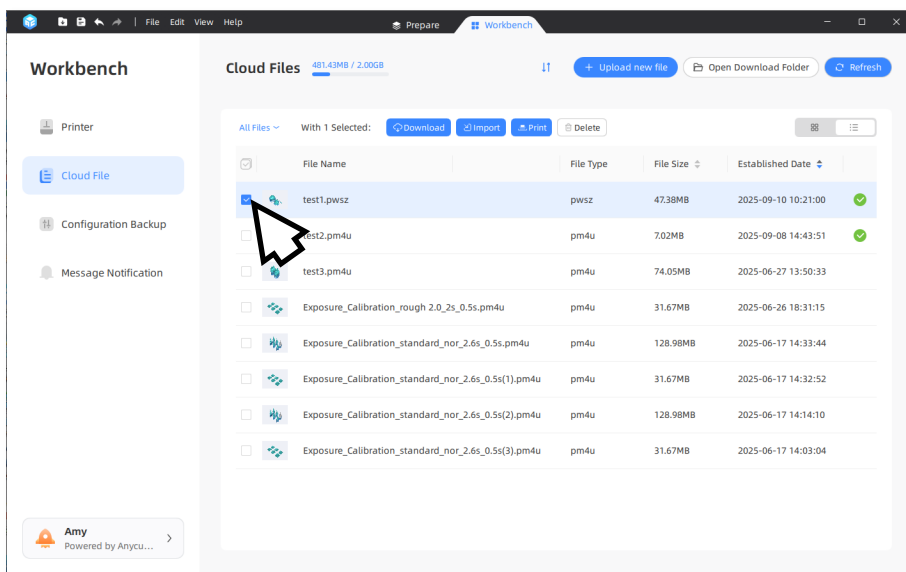 File Edit View Help Prepare Workbench
Workbench
Cloud Files 481.43MB / 2.00GB + Upload new file Open Download Folder Refresh
Printer
Cloud File
Configuration Backup
Message Notification
All Files With 1 Selected: Download Import Print Delete
File Name File Type File Size Established Date
test1.pwsz pwsz 47.38MB 2025-09-10 10:21:00
test2.pm4u pm4u 7.02MB 2025-09-08 14:43:51
test3.pm4u pm4u 74.05MB 2025-06-27 13:50:33
Exposure_Calibration_rough 2.0_2s_0.5s.pm4u pm4u 31.67MB 2025-06-26 18:31:15
Exposure_Calibration_standard_nor_2.6s_0.5s.pm4u pm4u 128.98MB 2025-06-17 14:33:44
Exposure_Calibration_standard_nor_2.6s_0.5s(1).pm4u pm4u 31.67MB 2025-06-17 14:32:52
Exposure_Calibration_standard_nor_2.6s_0.5s(2).pm4u pm4u 128.98MB 2025-06-17 14:14:10
Exposure_Calibration_standard_nor_2.6s_0.5s(3).pm4u pm4u 31.67MB 2025-06-17 14:03:04
Amy
Powered by Anycu...